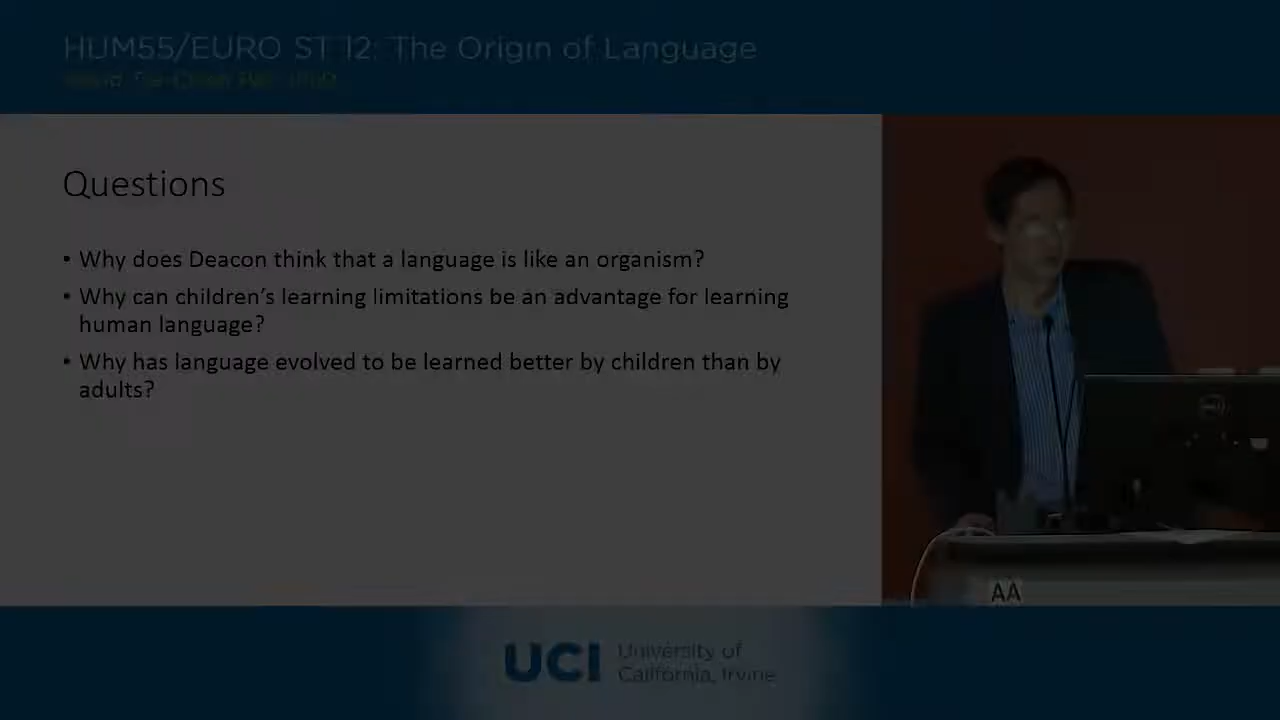 HUM55/EURO ST 12: The Origin of Language
Questions
• Why does Deacon think that a language is like an organism?
• Why can children's learning limitations be an advantage for learning
human language?
• Why has language evolved to be learned better by children than by
adults?
AA
UCI University of
California, Irvine